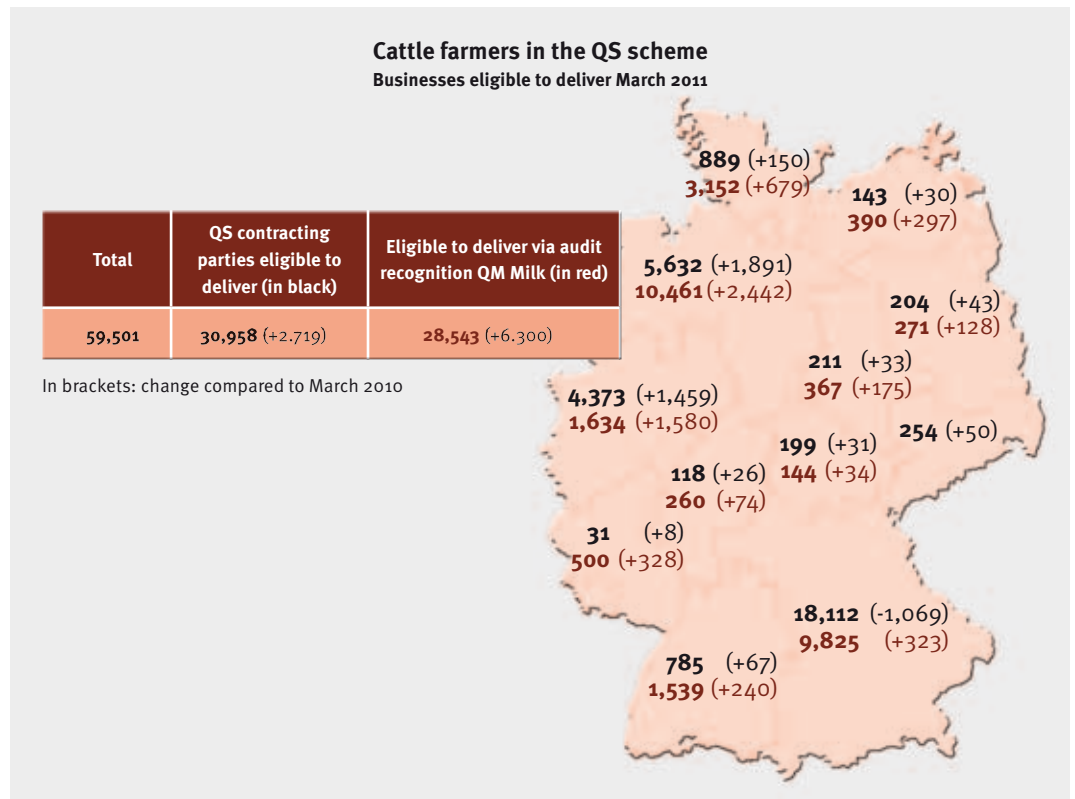 Cattle farmers in the QS scheme
Businesses eligible to deliver March 2011
Total
QS contracting
parties eligible to
deliver (in black)
Eligible to deliver via audit
recognition QM Milk (in red)
59,501
30,958 (+2.719)
28,543 (+6.300)
In brackets: change compared to March 2010
889 (+150)
3,152 (+679)
143 (+30)
390 (+297)
5,632 (+1,891)
10,461 (+2,442)
204 (+43)
271 (+128)
211 (+33)
367 (+175)
4,373 (+1,459)
1,634 (+1,580)
254 (+50)
199 (+31)
144 (+34)
118 (+26)
260 (+74)
31 (+8)
500 (+328)
18,112 (-1,069)
9,825 (+323)
785 (+67)
1,539 (+240)